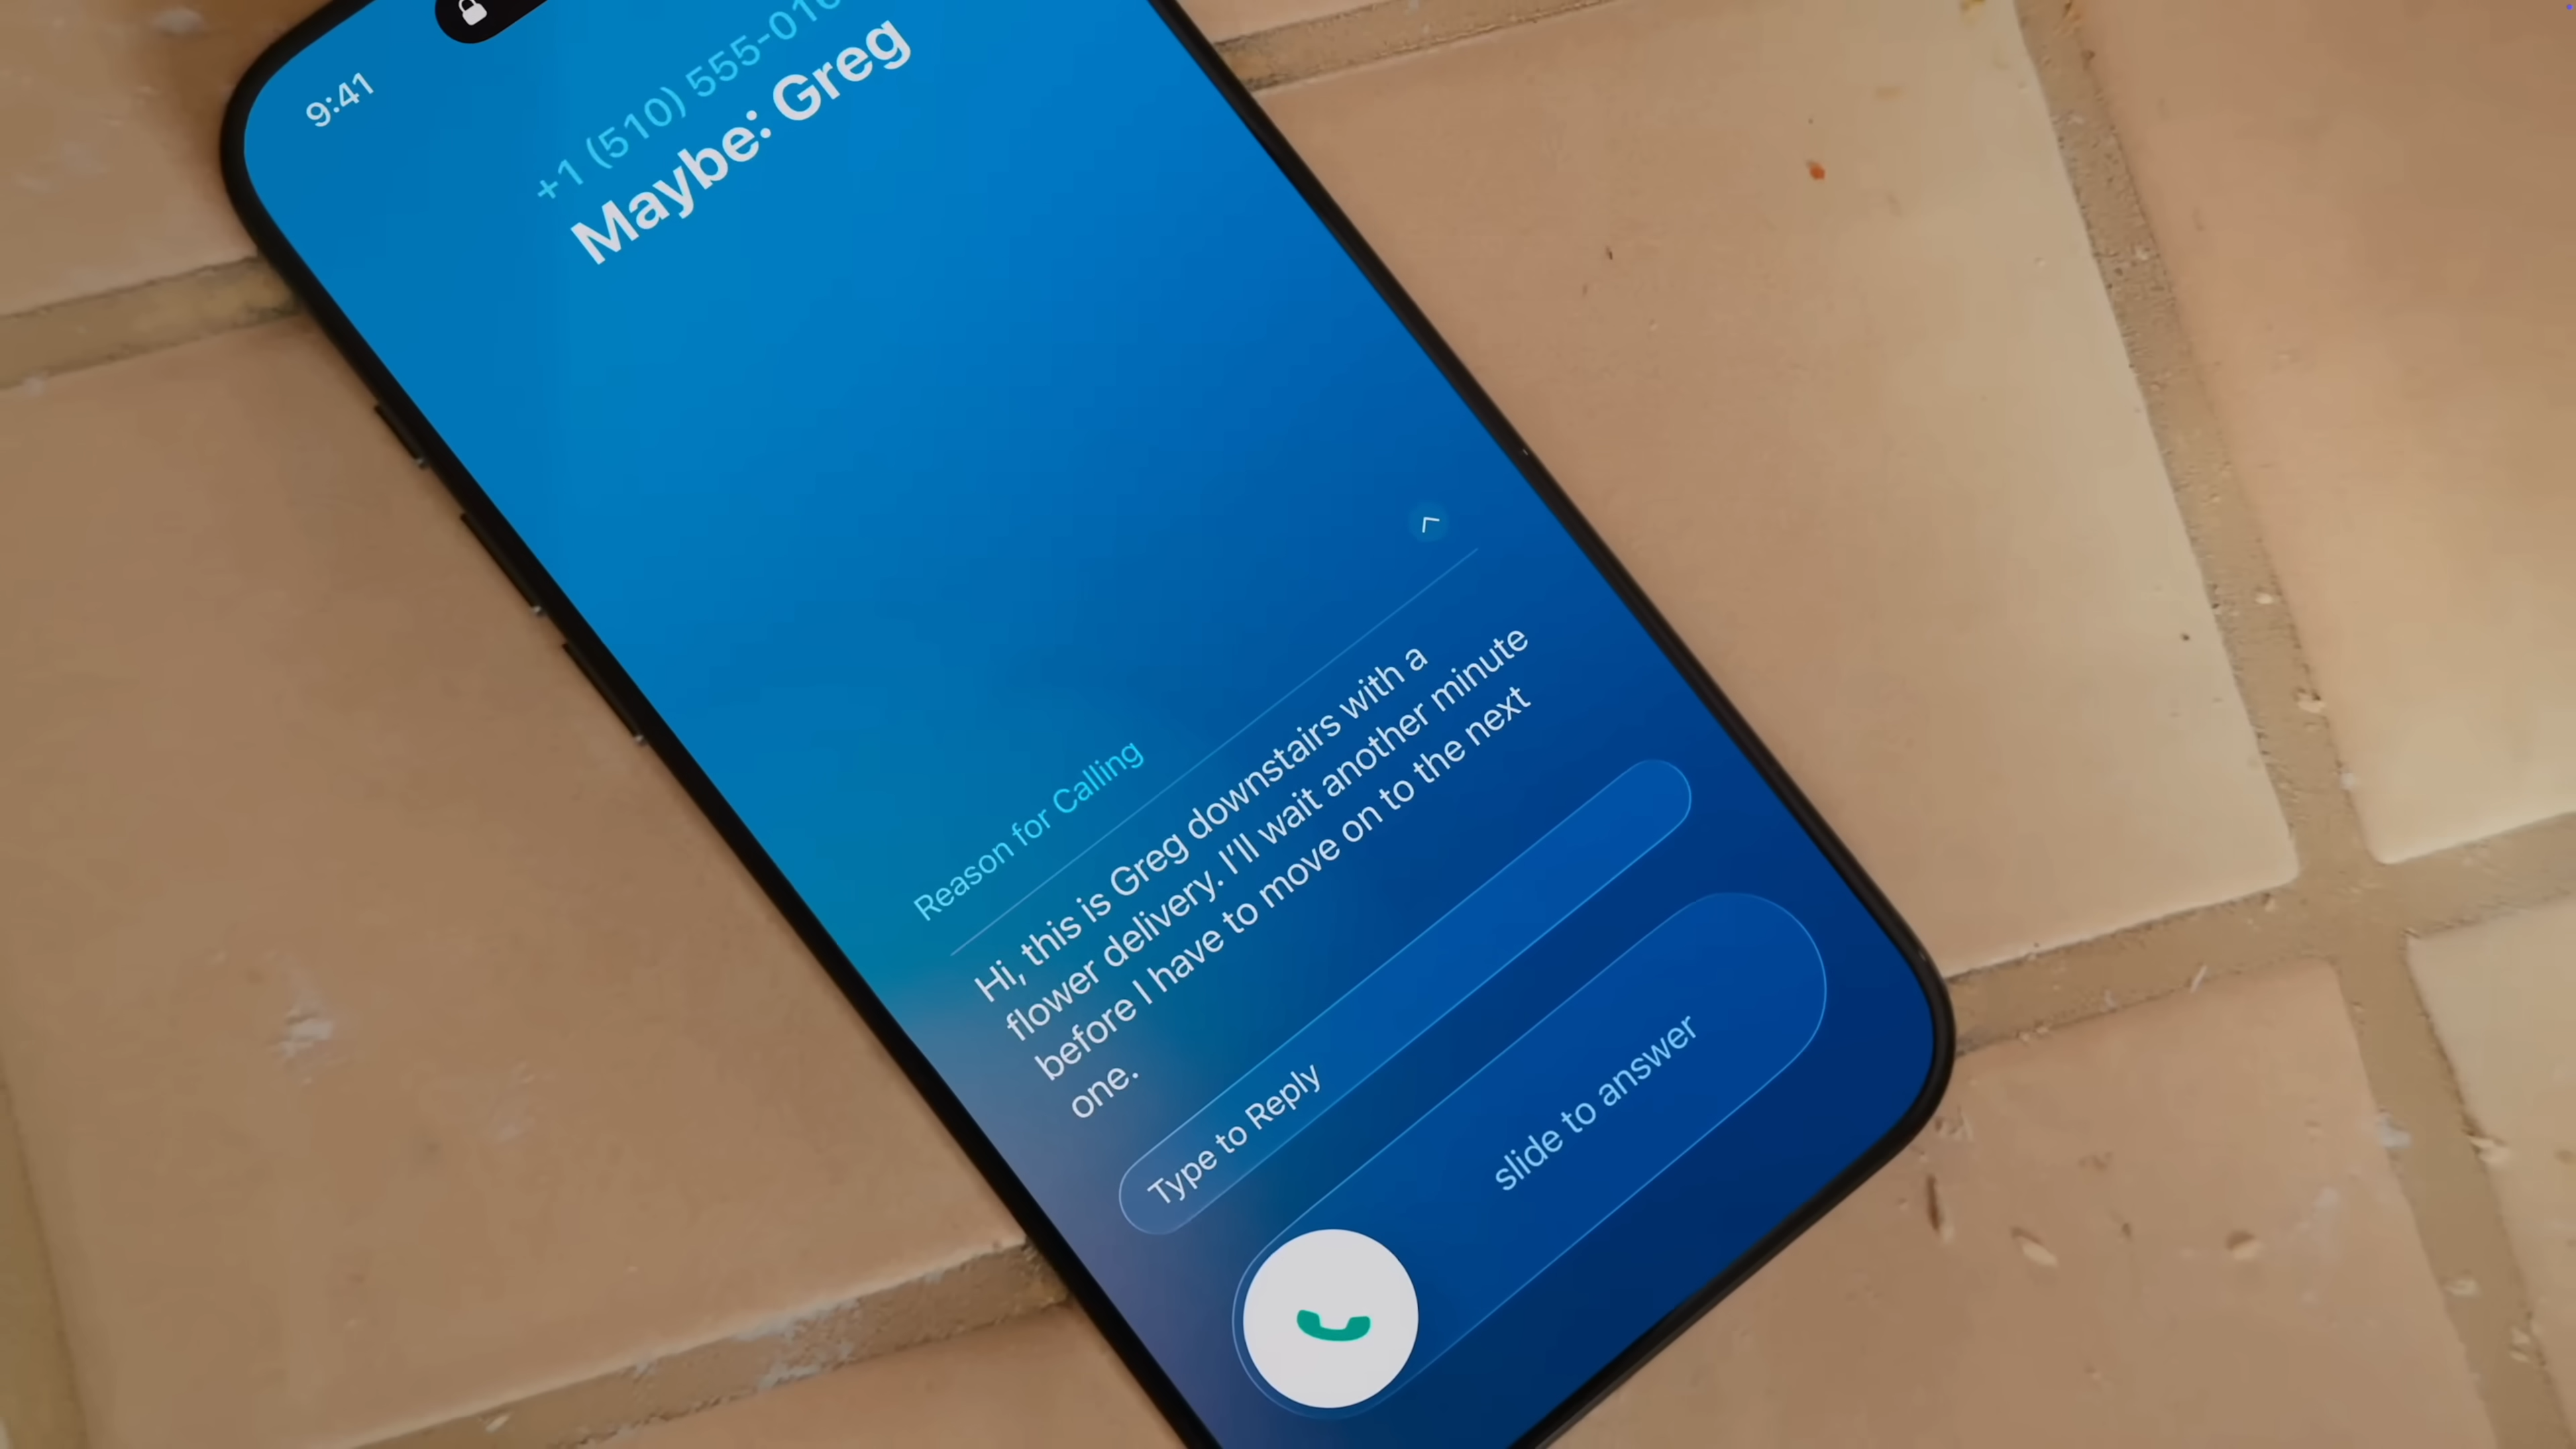 9:41
+1 (510) 555-01
Maybe: Greg
Reason for Calling
Hi, this is Greg downstairs with a
flower delivery. I'll wait another minute
before I have to move on to the next
one.
Type to Reply
slide to answer